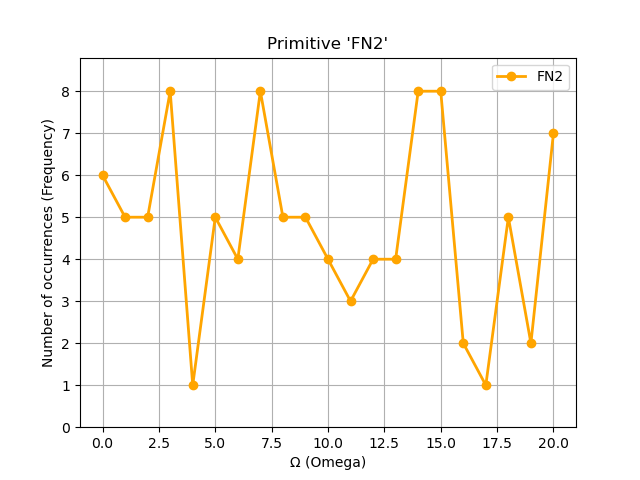 Primitive 'FN2'
FN2
Number of occurrences (Frequency)
8
7
6
5
4
3
2
1
0
0.0 2.5 5.0 7.5 10.0 12.5 15.0 17.5 20.0
Ω (Omega)